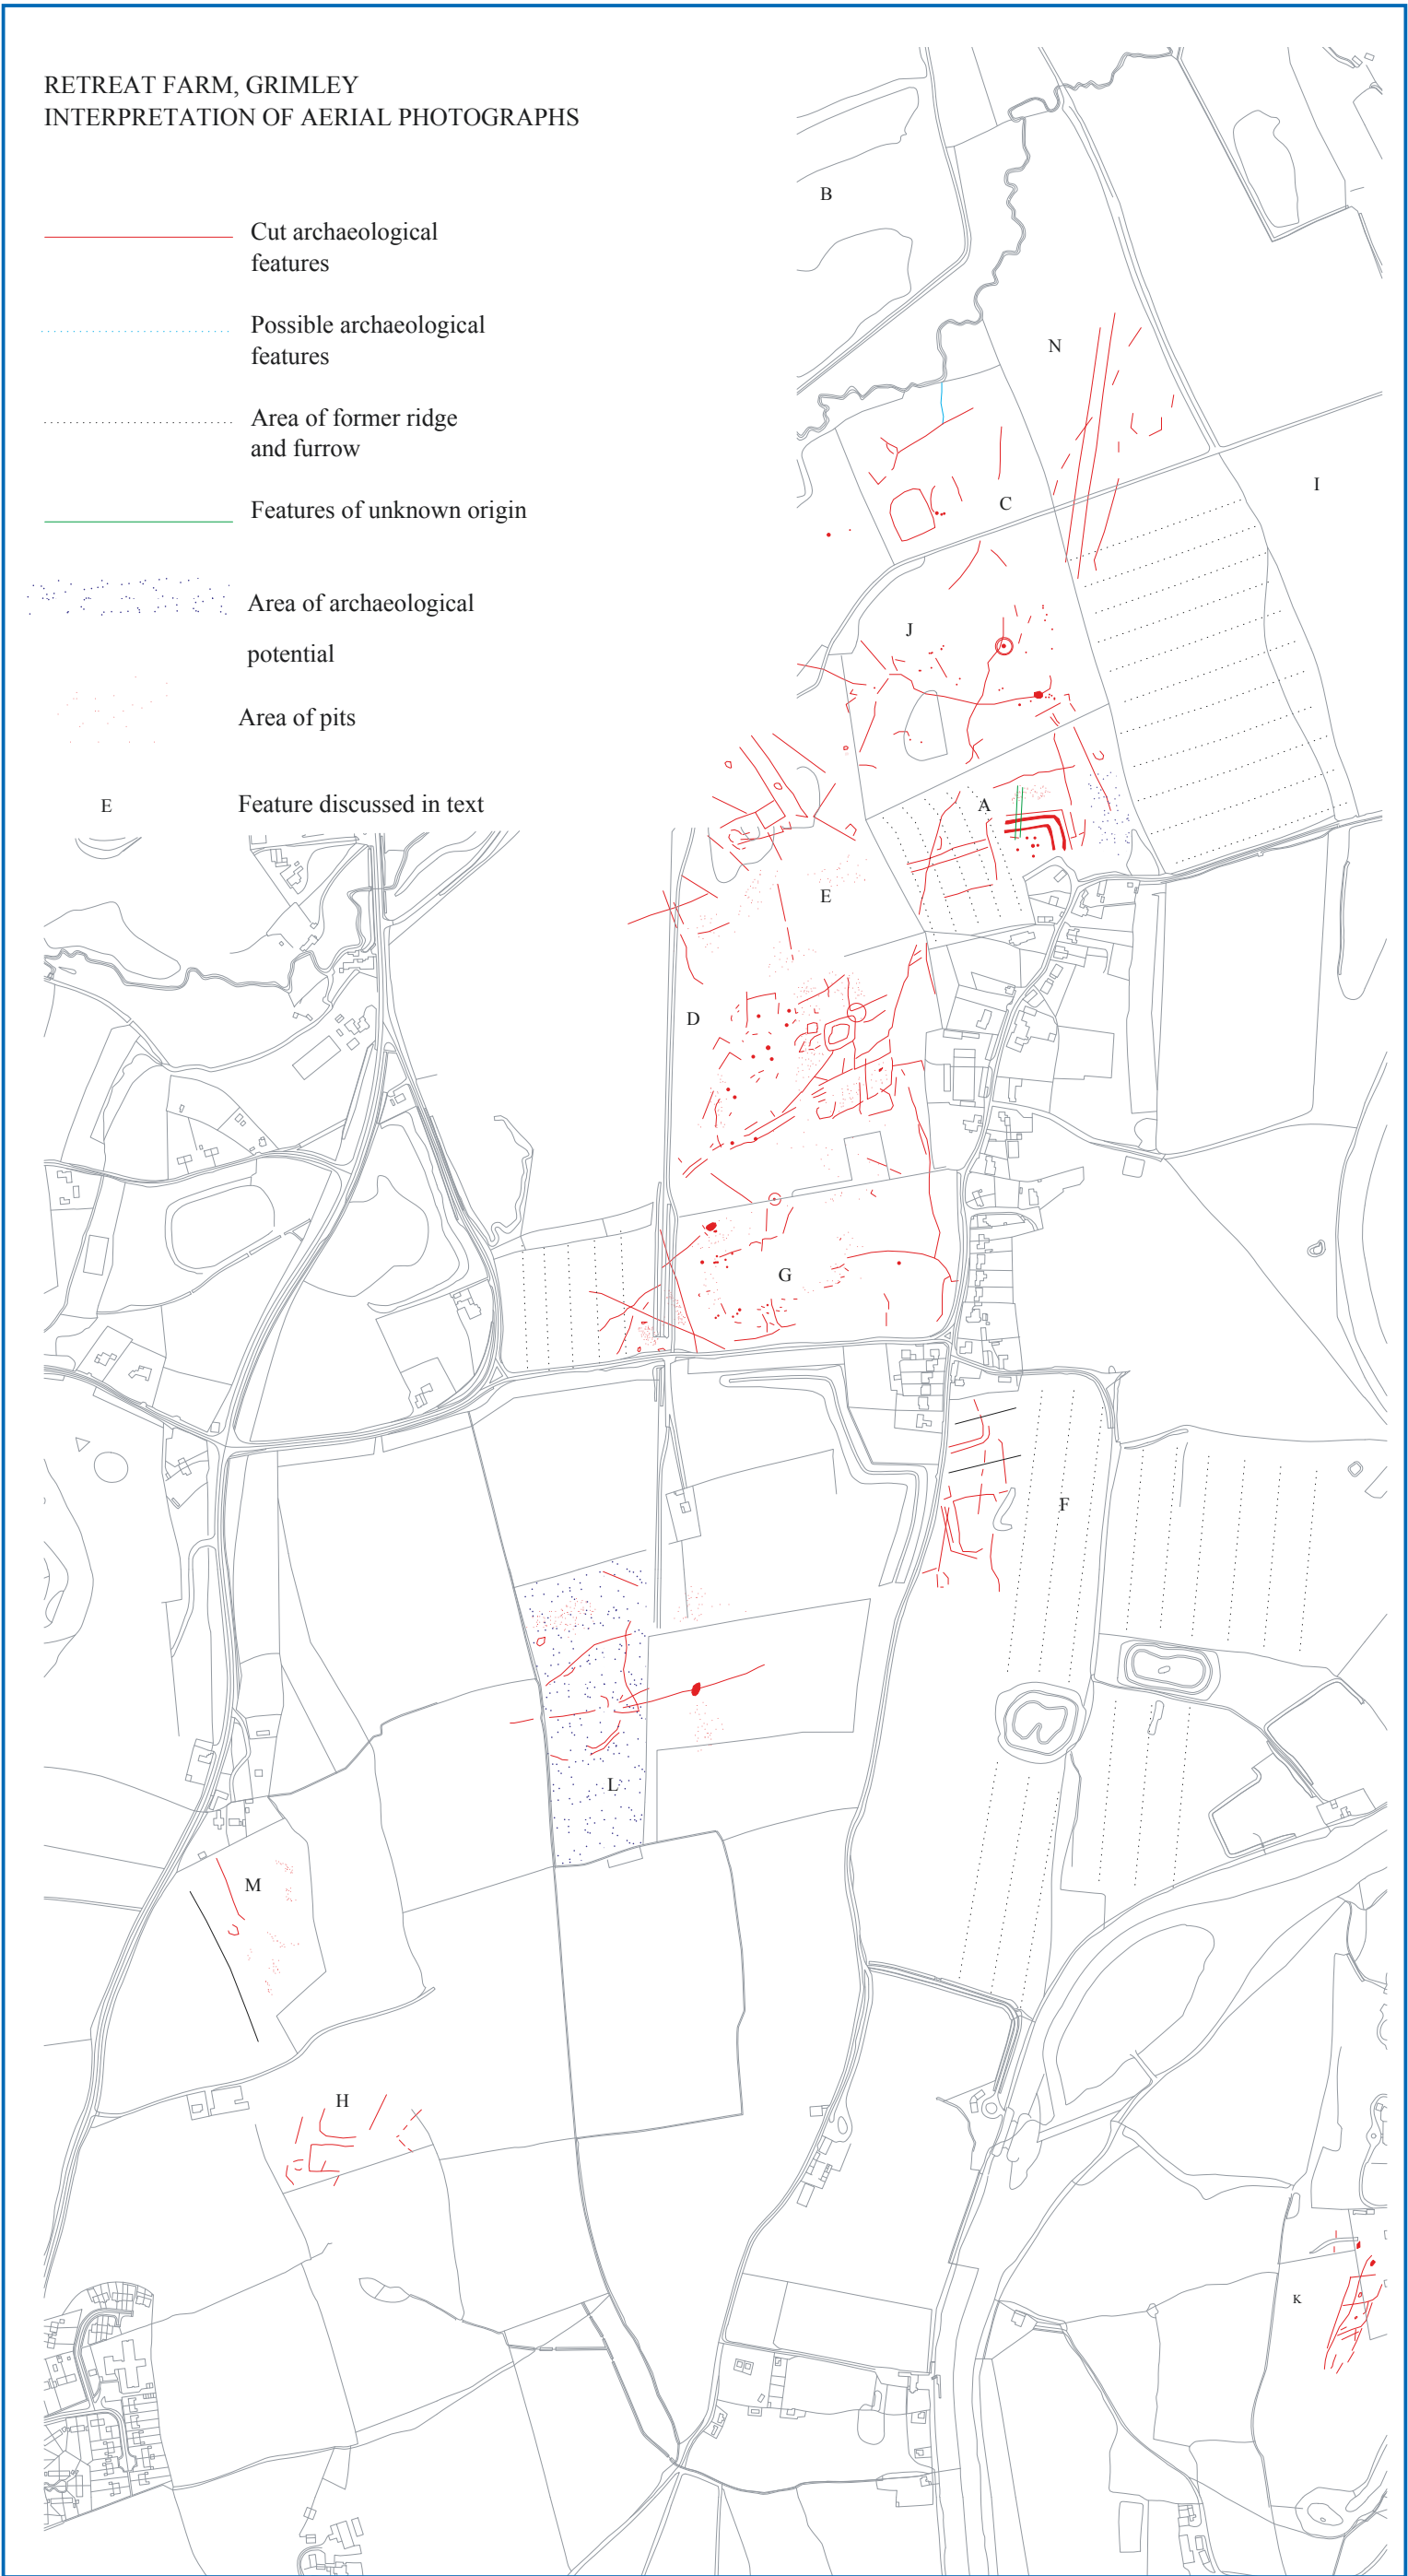 RETREAT FARM, GRIMLEY
INTERPRETATION OF AERIAL PHOTOGRAPHS
Cut archaeological
features
Possible archaeological
features
Area of former ridge
and furrow
Features of unknown origin
Area of archaeological
potential
Area of pits
E
Feature discussed in text
B
N
I
C
J
A
E
D
G
F
L
M
H
K